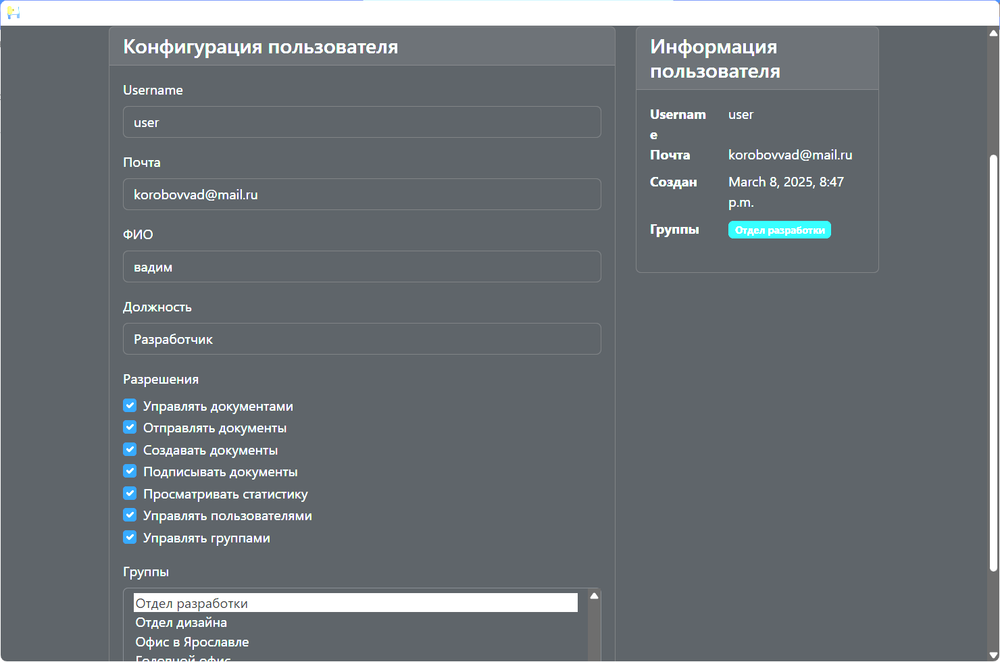 Конфигурация пользователя
Username
user
Почта
korobovvad@mail.ru
ФИО
вадим
Должность
Разработчик
Разрешения
Управлять документами
Отправлять документы
Создавать документы
Подписывать документы
Просматривать статистику
Управлять пользователями
Управлять группами
Группы
Отдел разработки
Отдел дизайна
Офис в Ярославле
Головной офис
Информация
пользователя
Usernam
e
user
Почта
korobovvad@mail.ru
Создан
March 8, 2025, 8:47
p.m.
Группы
Отдел разработки